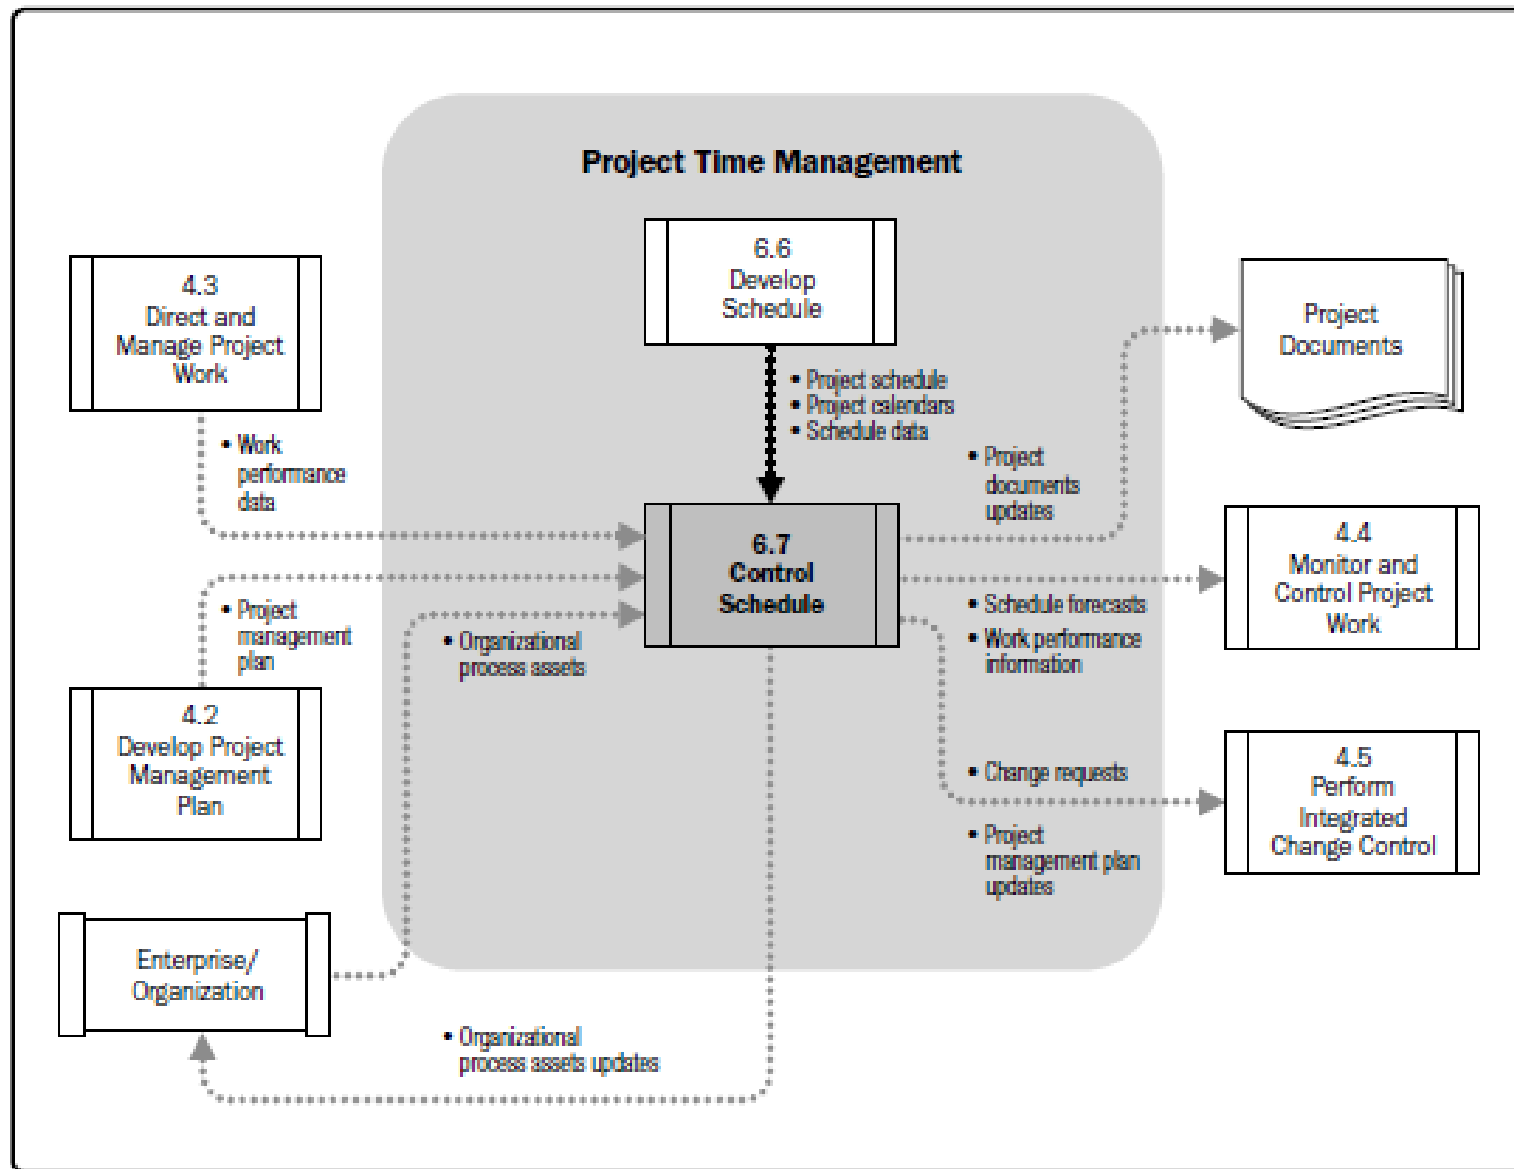 Project Time Management
6.6
Develop
Schedule
4.3
Direct and
Manage Project
Work
Project
Documents
• Project schedule
• Project calendars
• Schedule data
• Work
performance
data
• Project
documents
updates
6.7
Control
Schedule
4.4
Monitor and
Control Project
Work
• Project
management
plan
• Organizational
process assets
• Schedule forecasts
• Work performance
information
4.2
Develop Project
Management
Plan
• Change requests
4.5
Perform
Integrated
Change Control
• Project
management plan
updates
Enterprise/
Organization
• Organizational
process assets updates